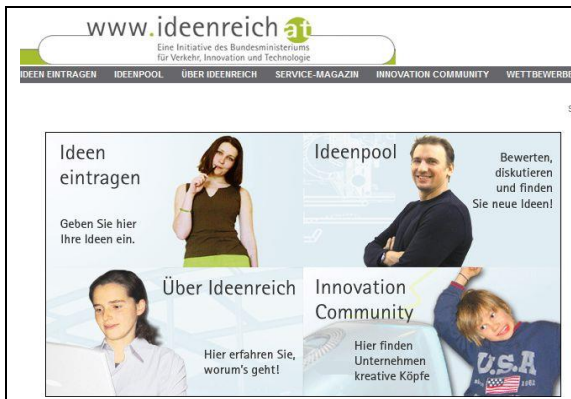 www.ideenreich at
Eine Initiative des Bundesministeriums
für Verkehr, Innovation und Technologie
IDEEN EINTRAGEN IDEENPOOL ÜBER IDEENREICH SERVICE-MAGAZIN INNOVATION COMMUNITY WETTBEWERBE
Ideen
eintragen
Geben Sie hier
Ihre Ideen ein.
Ideenpool
Bewerten,
diskutieren
und finden
Sie neue Ideen!
Über Ideenreich
Hier erfahren Sie,
worum's geht!
Innovation
Community
Hier finden
Unternehmen
kreative Köpfe
U.S.A